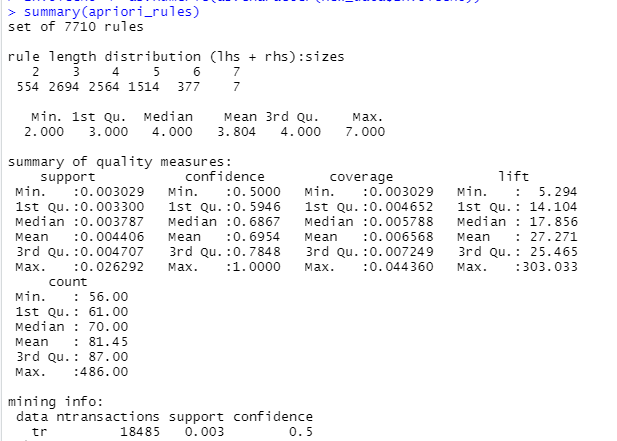 > summary(apriori_rules)
set of 7710 rules
rule length distribution (lhs + rhs):sizes
2 3 4 5 6 7
554 2694 2564 1514 377 7
Min. 1st Qu. Median Mean 3rd Qu. Max.
2.000 3.000 4.000 3.804 4.000 7.000
summary of quality measures:
support confidence coverage lift
Min. :0.003029 Min. :0.5000 Min. :0.003029 Min. : 5.294
1st Qu.:0.003300 1st Qu.:0.5946 1st Qu.:0.004652 1st Qu.: 14.104
Median :0.003787 Median :0.6867 Median :0.005788 Median : 17.856
Mean :0.004406 Mean :0.6954 Mean :0.006568 Mean : 27.271
3rd Qu.:0.004707 3rd Qu.:0.7848 3rd Qu.:0.007249 3rd Qu.: 25.465
Max. :0.026292 Max. :1.0000 Max. :0.044360 Max. :303.033
count
Min. : 56.00
1st Qu.: 61.00
Median : 70.00
Mean : 81.45
3rd Qu.: 87.00
Max. :486.00
mining info:
data ntransactions support confidence
tr 18485 0.003 0.5